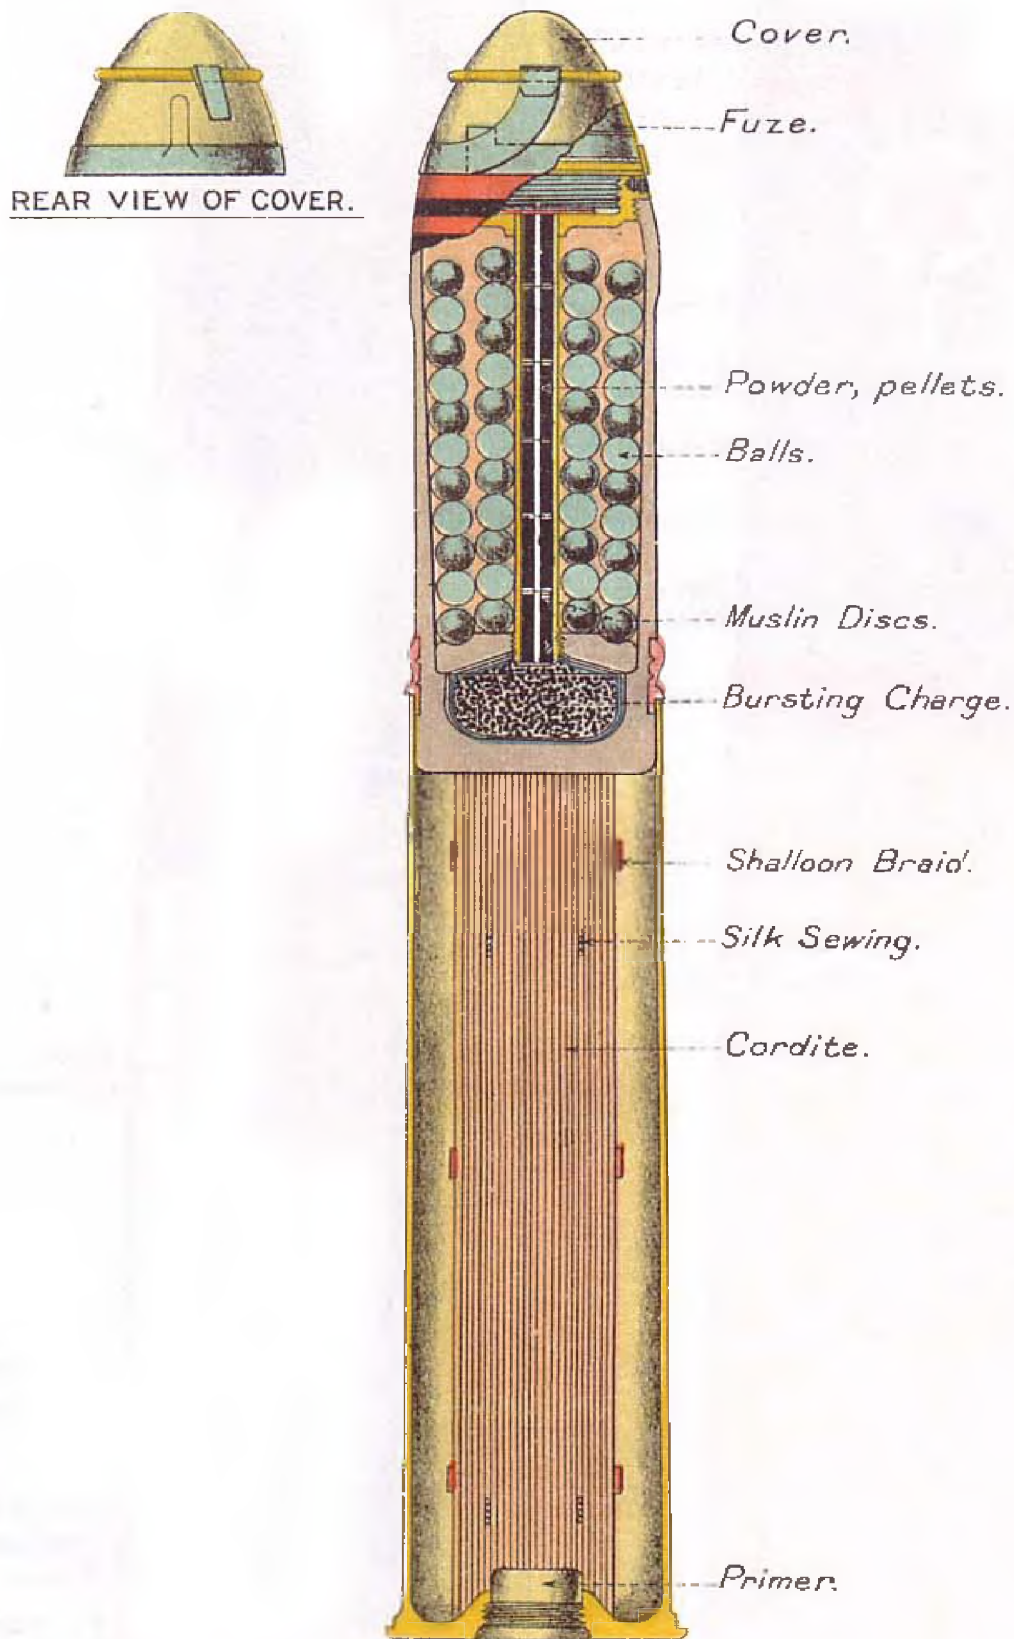 Cover.
Fuze.
REAR VIEW OF COVER.
Powder, pellets.
Balls.
Muslin Discs.
Bursting Charge.
Shalloon Braid.
Silk Sewing.
Cordite.
Primer.